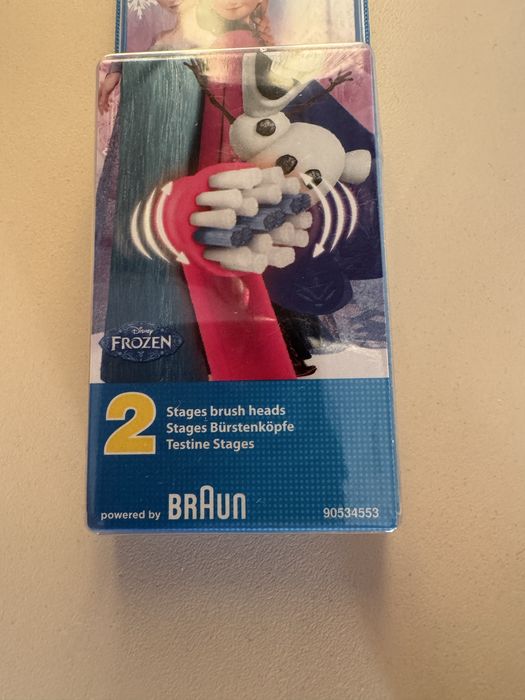 Disney
FROZEN
2
Stages brush heads
Stages Bürstenköpfe
Testine Stages
powered by BRAUN
90534553